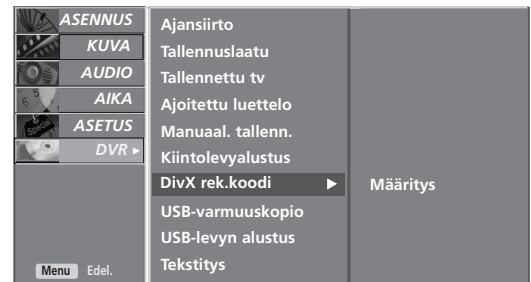 ASENNUS
KUVA
AUDIO
AIKA
ASETUS
DVR ▸
Menu Edel.
Ajansiirto
Tallennuslaatu
Tallennettu tv
Ajoitettu luettelo
Manuaal. tallenn.
Kiintolevyalustus
DivX rek.koodi ▶
USB-varmuuskopio
USB-levyn alustus
Tekstitys
Määritys